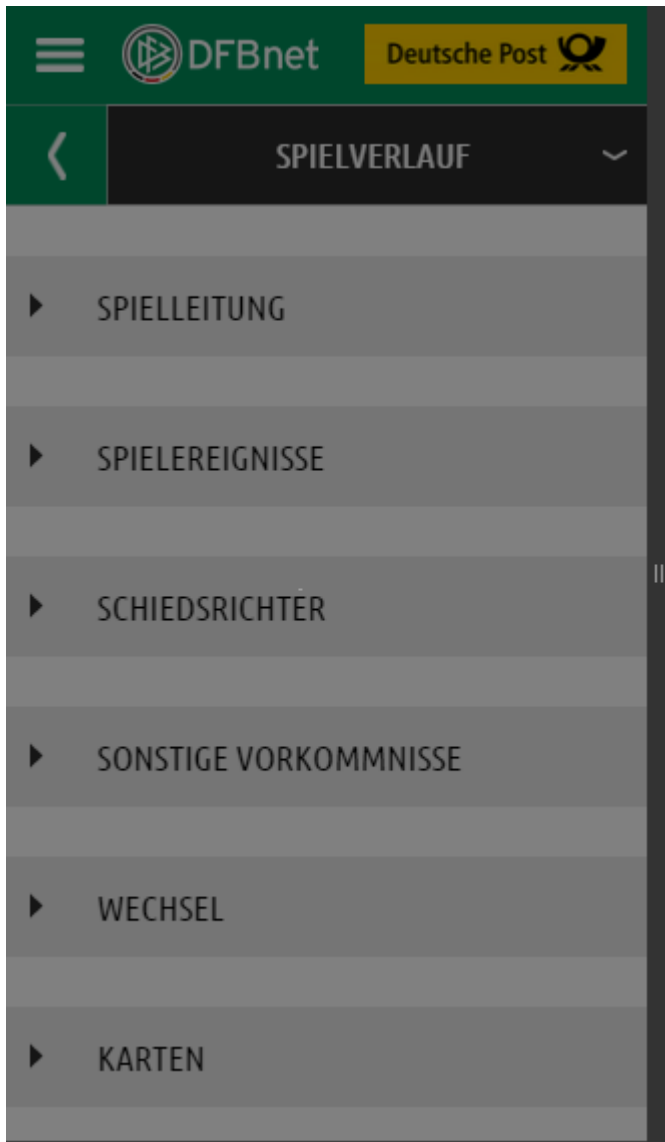 DFBnet
Deutsche Post
SPIELVERLAUF
SPIELLEITUNG
SPIELEREIGNISSE
SCHIEDSRICHTER
SONSTIGE VORKOMMNISSE
WECHSEL
KARTEN